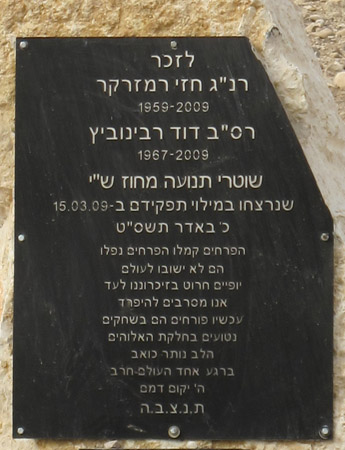 לזכר
רנ"ג חזי רמזרקר
1959-2009
רס"ב דוד רבינוביץ
1967-2009
שוטרי תנועה מחוז ש"י
שנרצחו במילוי תפקידם ב-15.03.09
כ' באדר תשס"ט
הפרחים קמלו הפרחים נפלו
הם לא ישובו לעולם
יופיים חרוט בזיכרוננו לעד
אנו מסרבים להיפרד
עכשיו פורחים הם בשחקים
נטועים בחלקת האלוהים
הלב נותר כואב
ברגע אחד העולם-חרב
ה' יקום דמם
ת.נ.צ.ב.ה